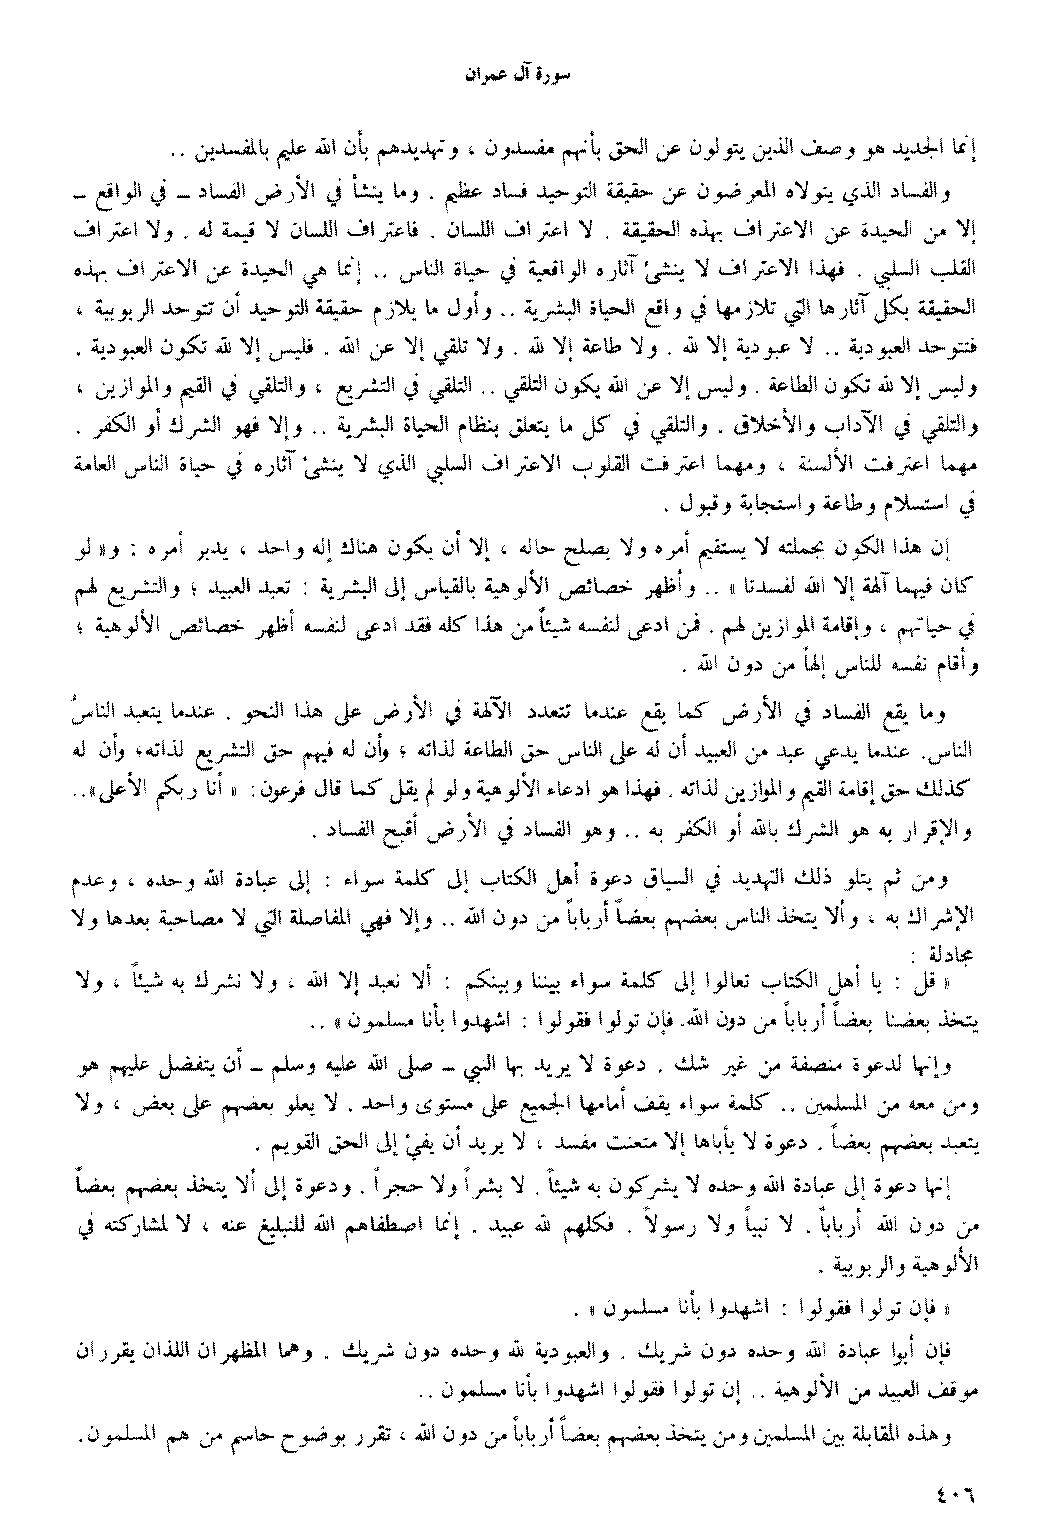 سورة آل عمران
إنما الجديد هو وصف الذين يتولون عن الحق بأنهم مفسدون ، وتهديدهم بأن الله عليم بالمفسدين ..
والفساد الذي يتولاه المعرضون عن حقيقة التوحيد فساد عظيم . وما ينشأ في الأرض الفساد ــ في الواقع ــ
إلا من الحيدة عن الاعتراف بهذه الحقيقة . لا اعتراف اللسان . فاعتراف اللسان لا قيمة له . ولا اعتراف
القلب السلبي . فهذا الاعتراف لا ينشئ آثاره الواقعية في حياة الناس .. إنما هي الحيدة عن الاعتراف بهذه
الحقيقة بكل آثارها التي تلازمها في واقع الحياة البشرية .. وأول ما يلازم حقيقة التوحيد أن تتوحد الربوبية ،
فتتوحد العبودية .. لا عبودية إلا لله . ولا طاعة إلا لله . ولا تلقي إلا عن الله . فليس إلا لله تكون العبودية .
وليس إلا لله تكون الطاعة . وليس إلا عن الله يكون التلقي .. التلقي في التشريع ، والتلقي في القيم والموازين ،
والتلقي في الآداب والأخلاق . والتلقي في كل ما يتعلق بنظام الحياة البشرية .. وإلا فهو الشرك أو الكفر .
مهما اعترفت الألسنة ، ومهما اعترفت القلوب الاعتراف السلبي الذي لا ينشئ آثاره في حياة الناس العامة
في استسلام وطاعة واستجابة وقبول .
إن هذا الكون بجملته لا يستقيم أمره ولا يصلح حاله ، إلا أن يكون هناك إله واحد ، يدبر أمره : و« لو
كان فيهما آلهة إلا الله لفسدتا » .. وأظهر خصائص الألوهية بالقياس إلى البشرية : تعبد العبيد ؛ والتشريع لهم
في حياتهم ، وإقامة الموازين لهم . فمن ادعى لنفسه شيئاً من هذا كله فقد ادعى لنفسه أظهر خصائص الألوهية ؛
وأقام نفسه للناس إلهاً من دون الله .
وما يقع الفساد في الأرض كما يقع عندما تتعدد الآلهة في الأرض على هذا النحو . عندما يتعبد الناسُ
الناس. عندما يدعي عبد من العبيد أن له على الناس حق الطاعة لذاته ؛ وأن له فيهم حق التشريع لذاته؛ وأن له
كذلك حق إقامة القيم والموازين لذاته . فهذا هو ادعاء الألوهية ولو لم يقل كما قال فرعون: « أنا ربكم الأعلى»..
والإقرار به هو الشرك بالله أو الكفر به .. وهو الفساد في الأرض أقبح الفساد .
ومن ثم يتلو ذلك التهديد في السياق دعوة أهل الكتاب إلى كلمة سواء : إلى عبادة الله وحده ، وعدم
الإشراك به ، وألا يتخذ الناس بعضهم بعضاً أرباباً من دون الله .. وإلا فهي المفاصلة التي لا مصاحبة بعدها ولا
مجادلة :
« قل : يا أهل الكتاب تعالوا إلى كلمة سواء بيننا وبينكم : ألا نعبد إلا الله ، ولا نشرك به شيئاً ، ولا
يتخذ بعضنا بعضاً أرباباً من دون الله. فإن تولوا فقولوا : اشهدوا بأنا مسلمون » ..
وإنها لدعوة منصفة من غير شك . دعوة لا يريد بها النبي ــ صلى الله عليه وسلم ــ أن يتفضل عليهم هو
ومن معه من المسلمين .. كلمة سواء يقف أمامها الجميع على مستوى واحد . لا يعلو بعضهم على بعض ، ولا
يتعبد بعضهم بعضاً . دعوة لا يأباها إلا متعنت مفسد ، لا يريد أن يفيء إلى الحق القويم .
إنها دعوة إلى عبادة الله وحده لا يشركون به شيئاً . لا بشراً ولا حجراً . ودعوة إلى ألا يتخذ بعضهم بعضاً
من دون الله أرباباً . لا نبياً ولا رسولاً . فكلهم لله عبيد . إنما اصطفاهم الله للتبليغ عنه ، لا لمشاركته في
الألوهية والربوبية .
« فإن تولوا فقولوا : اشهدوا بأنا مسلمون » .
فإن أبوا عبادة الله وحده دون شريك . والعبودية لله وحده دون شريك . وهما المظهران اللذان يقرران
موقف العبيد من الألوهية .. إن تولوا فقولوا اشهدوا بأنا مسلمون ..
وهذه المقابلة بين المسلمين ومن يتخذ بعضهم بعضاً أرباباً من دون الله ، تقرر بوضوح حاسم من هم المسلمون.
٤٠٦